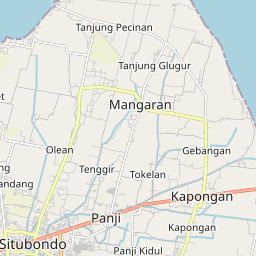 Tanjung Pecinan
Tanjung Glugur
Mangaran
Olean
Gebangan
Tenggir
Tokelan
Kapongan
Panji
Kapongan
Situbondo
Panji Kidul